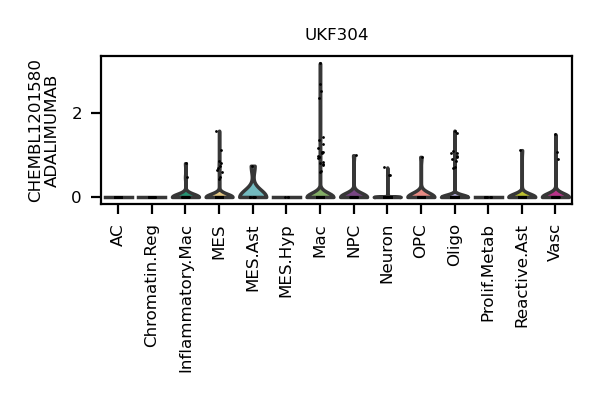 UKF304
CHEMBL1201580
ADALIMUMAB
2
0
AC
Chromatin.Reg
Inflammatory.Mac
MES
MES.Ast
MES.Hyp
Mac
NPC
Neuron
OPC
Oligo
Prolif.Metab
Reactive.Ast
Vasc